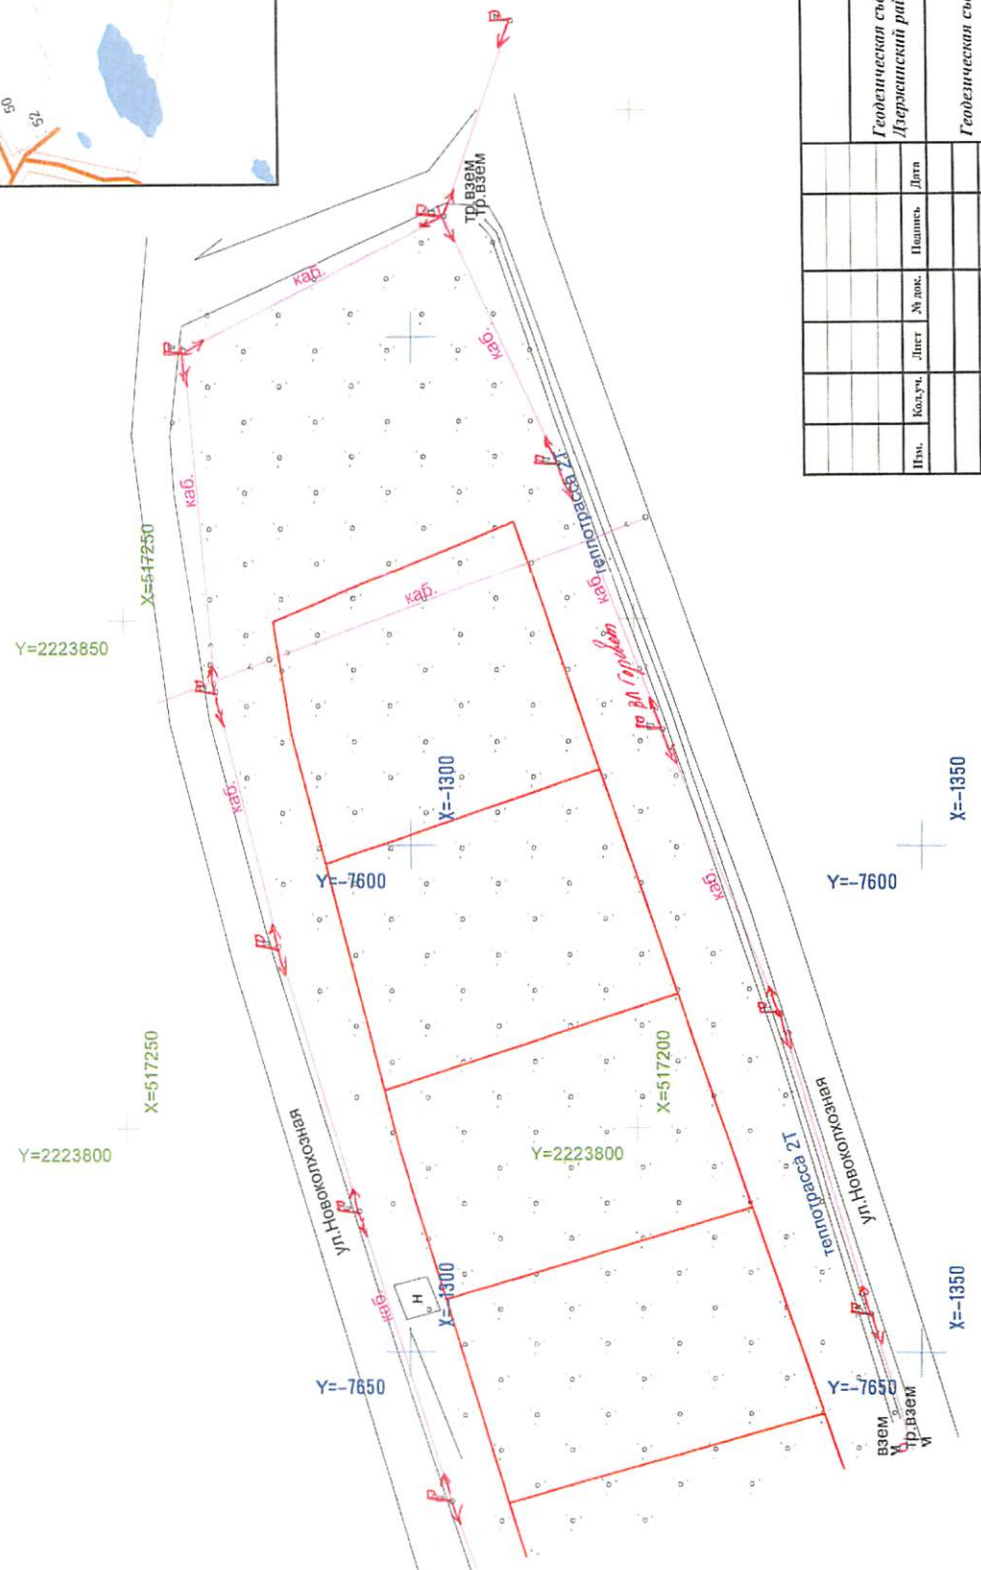 50
52
Геодезическая съе
Дзержинский рай
Изм.
Кол.уч.
Лист
№ док.
Подпись
Дата
Геодезическая съе
тр.взем
тр.взем
каб.
каб.
каб.
X=517250
Y=2223850
теплотрасса 2Т.
каб.
каб
каб.
X=-1300
Y=-7600
X=-1350
Y=-7600
каб.
X=517250
Y=2223800
X=517200
Y=2223800
ул.Новоколхозная
теплотрасса 2Т
ул.Новоколхозная
каб.
Н
X=-1300
Y=-7650
X=-1350
Y=-7650
взем
тр.взем